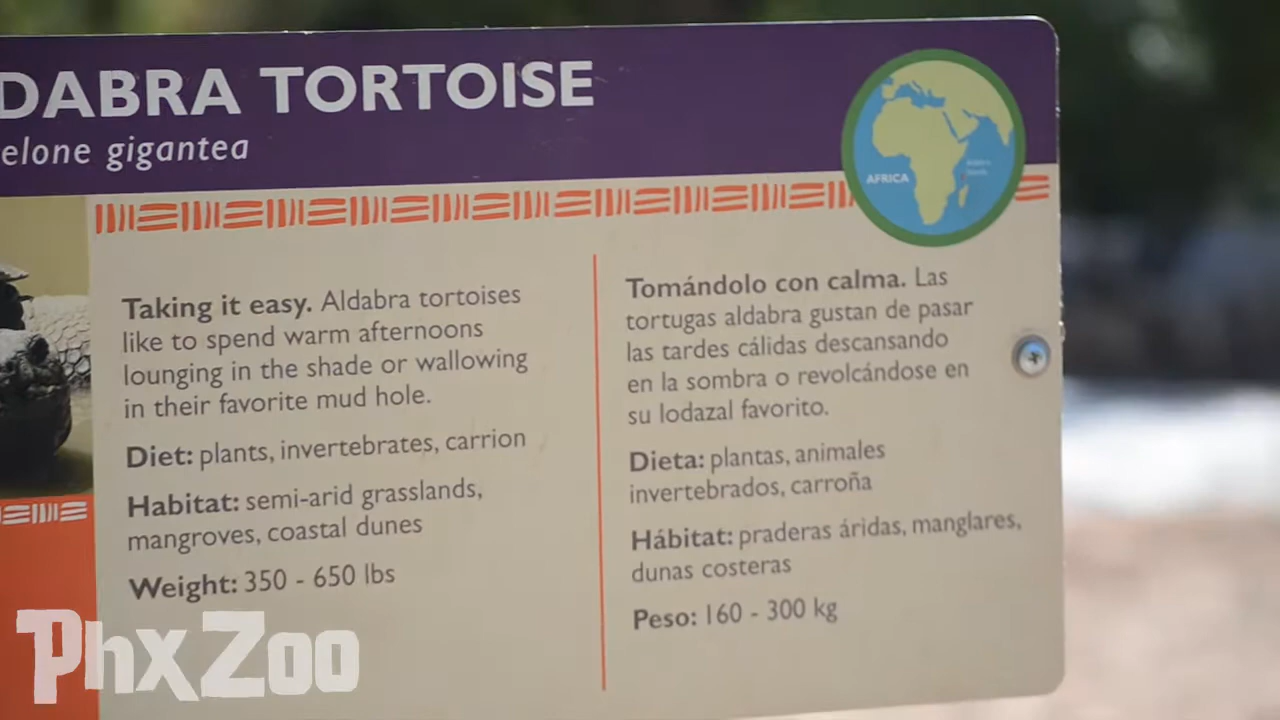 DABRA TORTOISE
elone gigantea
AFRICA
Taking it easy. Aldabra tortoises
like to spend warm afternoons
lounging in the shade or wallowing
in their favorite mud hole.
Diet: plants, invertebrates, carrion
Habitat: semi-arid grasslands,
mangroves, coastal dunes
Weight: 350 - 650 lbs
Tomándolo con calma. Las
tortugas aldabra gustan de pasar
las tardes cálidas descansando
en la sombra o revolcándose en
su lodazal favorito.
Dieta: plantas, animales
invertebrados, carroña
Hábitat: praderas áridas, manglares,
dunas costeras
Peso: 160 - 300 kg
PhxZoo